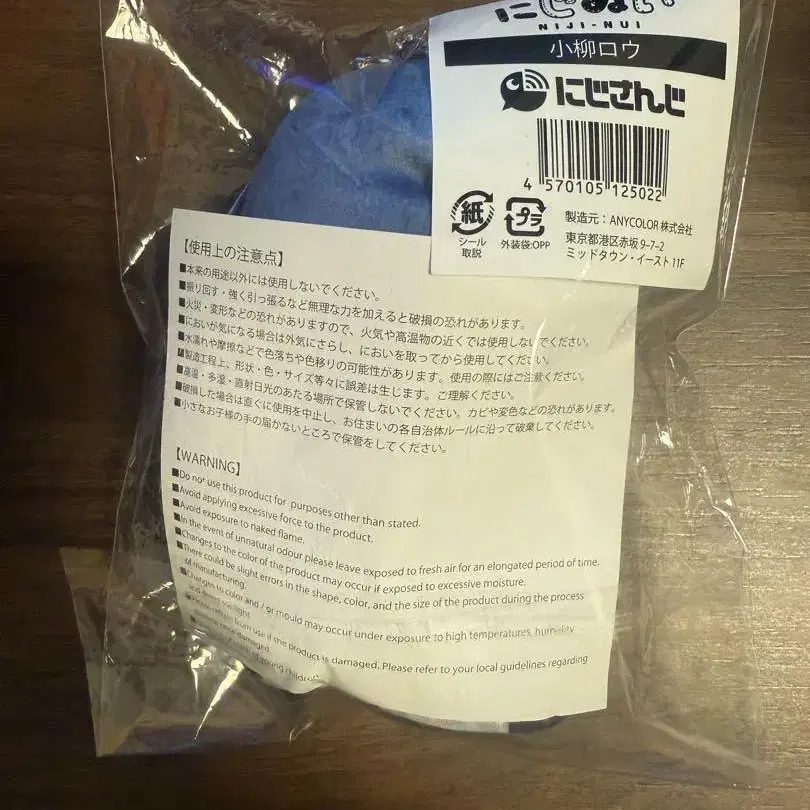 にじぬい
NIJI-NUI
小柳ロウ
にじさんじ
4 570105 125022
紙
プラ
シール
取説
外装袋:OPP
製造元：ANYCOLOR 株式会社
東京都港区赤坂 9-7-2
ミッドタウン・イースト 11F
【使用上の注意点】
■本来の用途以外には使用しないでください。
■振り回す・強く引っ張るなど無理な力を加えると破損の恐れがあります。
■火災・変形などの恐れがありますので、火気や高温物の近くでは使用しないでください。
■においが気になる場合は外気にさらし、においを取ってから使用してください。
■水濡れや摩擦などで色落ちや色移りの可能性があります。使用の際にはご注意ください。
■製造工程上、形状・色・サイズ等々に誤差は生じます。ご理解ください。
■高温・多湿・直射日光のあたる場所で保管しないでください。カビや変色などの恐れがあります。
■破損した場合は直ぐに使用を中止し、お住まいの各自治体ルールに沿って破棄してください。
■小さなお子様の手の届かないところで保管をしてください。
【WARNING】
■Do not use this product for purposes other than stated.
■Avoid applying excessive force to the product.
■Avoid exposure to naked flame.
■In the event of unnatural odour please leave exposed to fresh air for an elongated period of time.
■Changes to the color of the product may occur if exposed to excessive moisture.
■There could be slight errors in the shape, color, and the size of the product during the process
of manufacturing.
■Changes to color and / or mould may occur under exposure to high temperatures, humidity
and direct sunlight
from use if the product is damaged. Please refer to your local guidelines regarding
damaged.
of young children